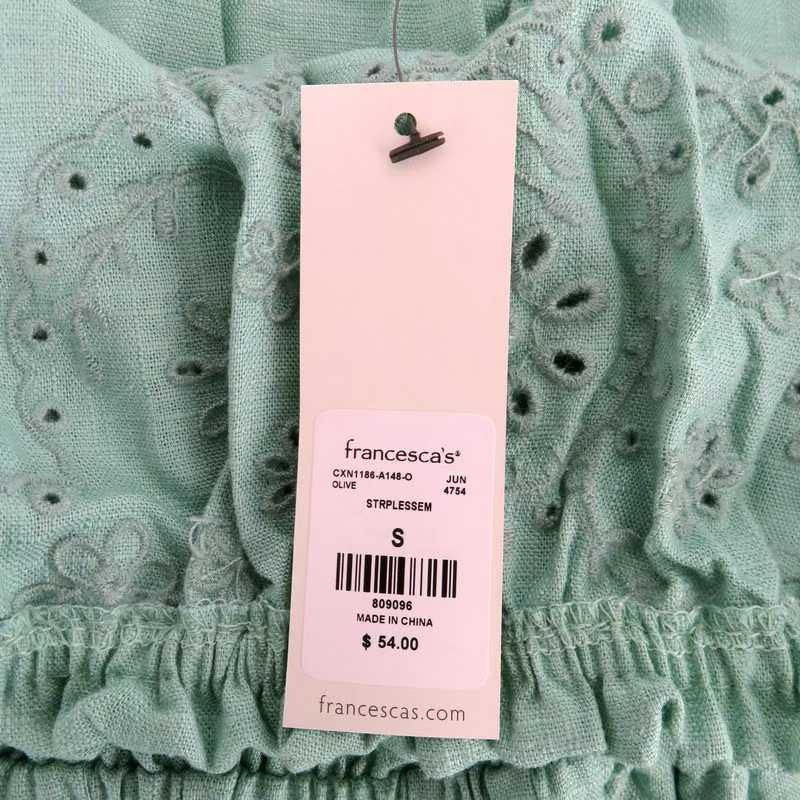 francesca's®
CXN1186-A148-O JUN
OLIVE 4754
STRPLESSEM
S
809096
MADE IN CHINA
$ 54.00
francescas.com